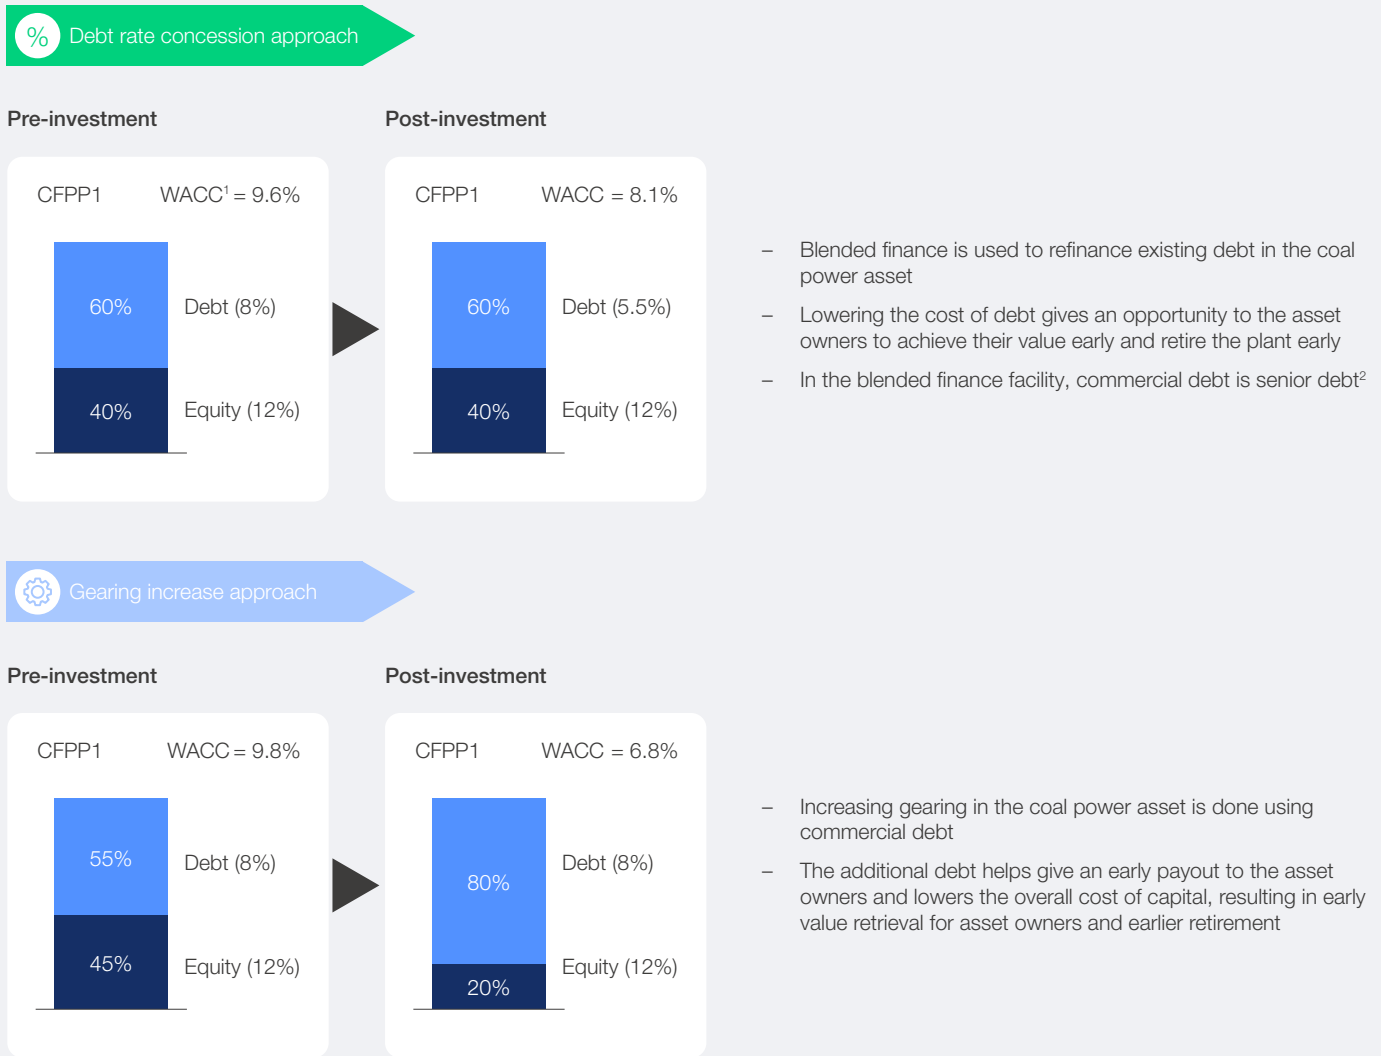 % Debt rate concession approach
Pre-investment
Post-investment
CFPP1 WACC¹ = 9.6%
60% Debt (8%)
40% Equity (12%)
CFPP1 WACC = 8.1%
60% Debt (5.5%)
40% Equity (12%)
– Blended finance is used to refinance existing debt in the coal
power asset
– Lowering the cost of debt gives an opportunity to the asset
owners to achieve their value early and retire the plant early
– In the blended finance facility, commercial debt is senior debt²
Gearing increase approach
Pre-investment
Post-investment
CFPP1 WACC = 9.8%
55% Debt (8%)
45% Equity (12%)
CFPP1 WACC = 6.8%
80% Debt (8%)
20% Equity (12%)
– Increasing gearing in the coal power asset is done using
commercial debt
– The additional debt helps give an early payout to the asset
owners and lowers the overall cost of capital, resulting in early
value retrieval for asset owners and earlier retirement